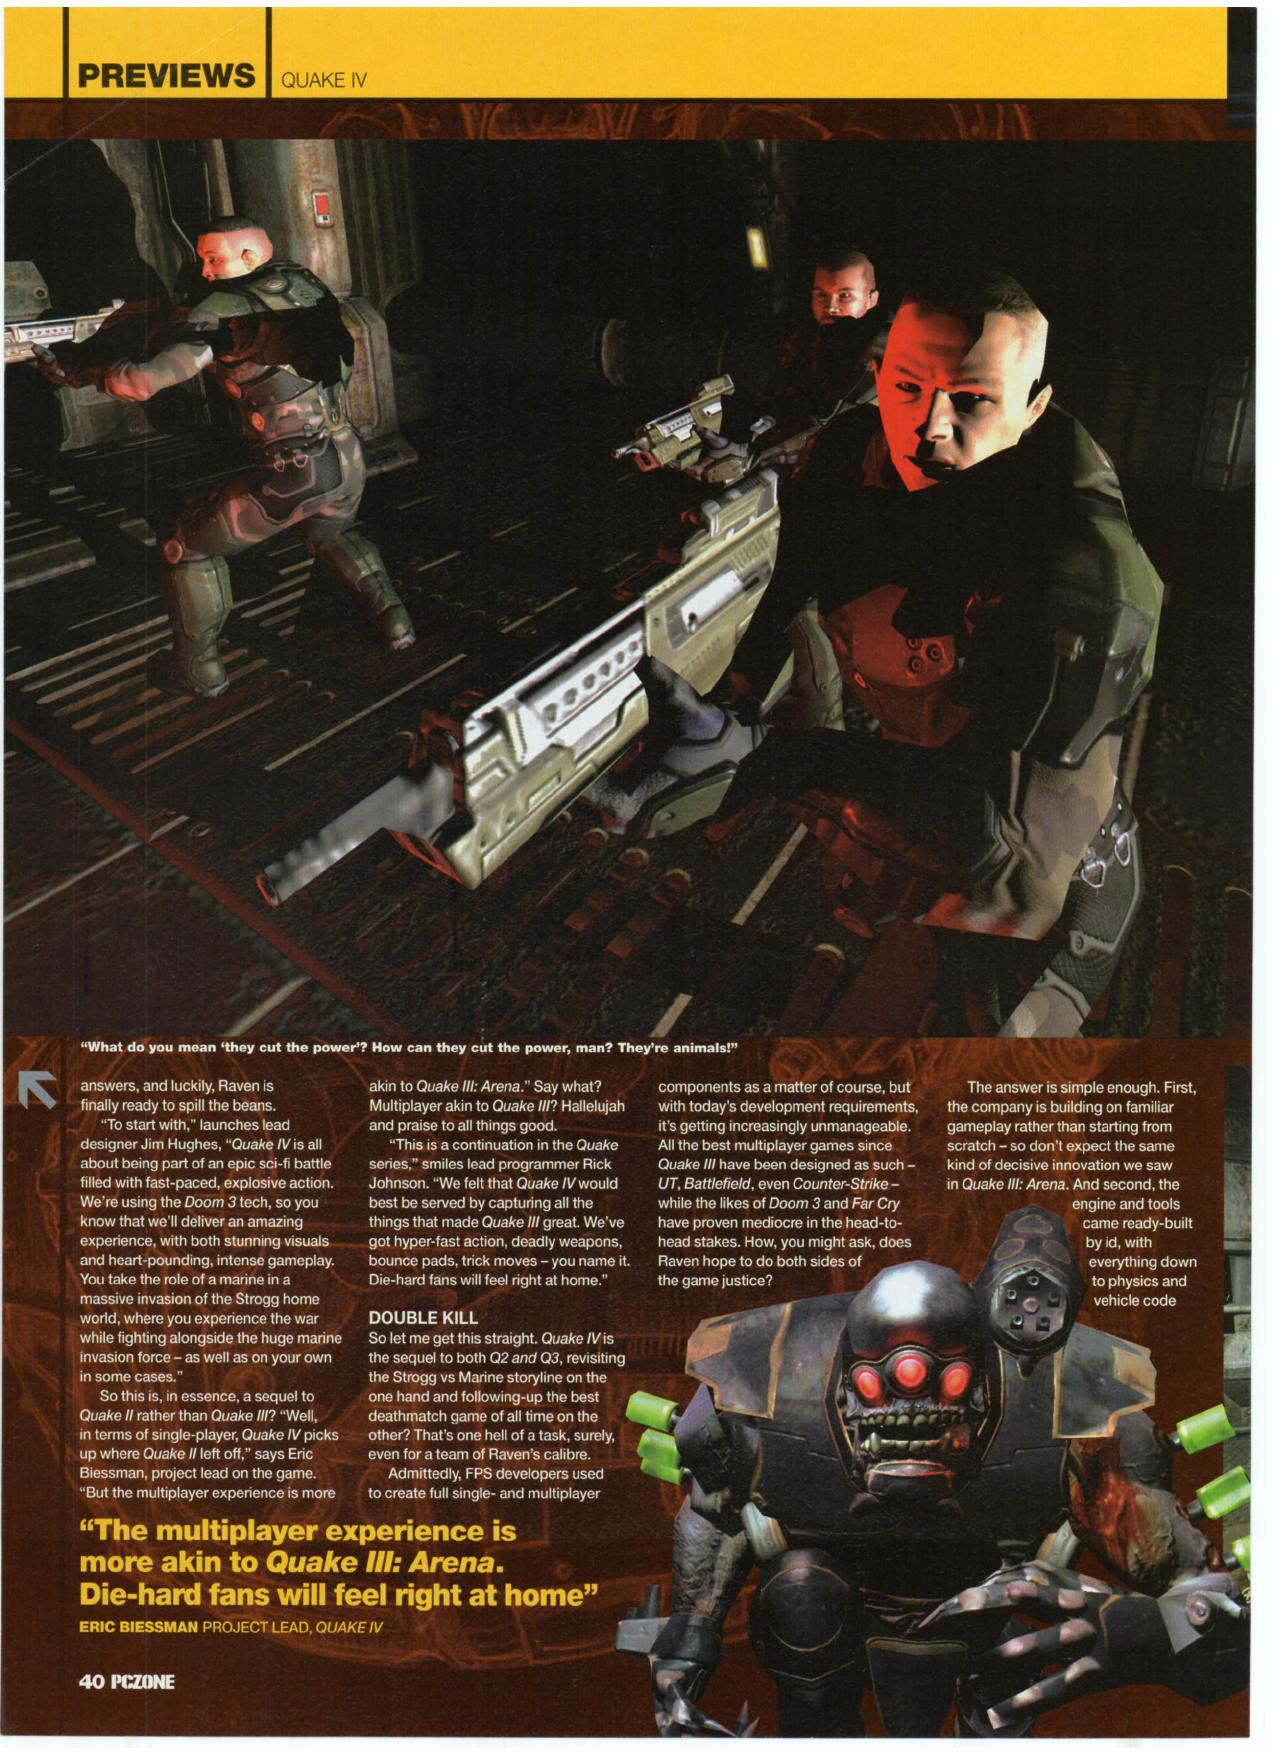 PREVIEWS QUAKE IV
“What do you mean ‘they cut the power’? How can they cut the power, man? They’re animals!”
answers, and luckily, Raven is
finally ready to spill the beans.
“To start with,” launches lead
designer Jim Hughes, “Quake IV is all
about being part of an epic sci-fi battle
filled with fast-paced, explosive action.
We’re using the Doom 3 tech, so you
know that we’ll deliver an amazing
experience, with both stunning visuals
and heart-pounding, intense gameplay.
You take the role of a marine in a
massive invasion of the Strogg home
world, where you experience the war
while fighting alongside the huge marine
invasion force – as well as on your own
in some cases.”
So this is, in essence, a sequel to
Quake II rather than Quake III? “Well,
in terms of single-player, Quake IV picks
up where Quake II left off,” says Eric
Biessman, project lead on the game.
“But the multiplayer experience is more
akin to Quake III: Arena.” Say what?
Multiplayer akin to Quake III? Hallelujah
and praise to all things good.
“This is a continuation in the Quake
series,” smiles lead programmer Rick
Johnson. “We felt that Quake IV would
best be served by capturing all the
things that made Quake III great. We’ve
got hyper-fast action, deadly weapons,
bounce pads, trick moves – you name it.
Die-hard fans will feel right at home.”
DOUBLE KILL
So let me get this straight. Quake IV is
the sequel to both Q2 and Q3, revisiting
the Strogg vs Marine storyline on the
one hand and following-up the best
deathmatch game of all time on the
other? That’s one hell of a task, surely,
even for a team of Raven’s calibre.
Admittedly, FPS developers used
to create full single- and multiplayer
components as a matter of course, but
with today’s development requirements,
it’s getting increasingly unmanageable.
All the best multiplayer games since
Quake III have been designed as such –
UT, Battlefield, even Counter-Strike –
while the likes of Doom 3 and Far Cry
have proven mediocre in the head-to-
head stakes. How, you might ask, does
Raven hope to do both sides of
the game justice?
The answer is simple enough. First,
the company is building on familiar
gameplay rather than starting from
scratch – so don’t expect the same
kind of decisive innovation we saw
in Quake III: Arena. And second, the
engine and tools
came ready-built
by id, with
everything down
to physics and
vehicle code
“The multiplayer experience is
more akin to Quake III: Arena.
Die-hard fans will feel right at home”
ERIC BIESSMAN PROJECT LEAD, QUAKE IV
40 PCZONE